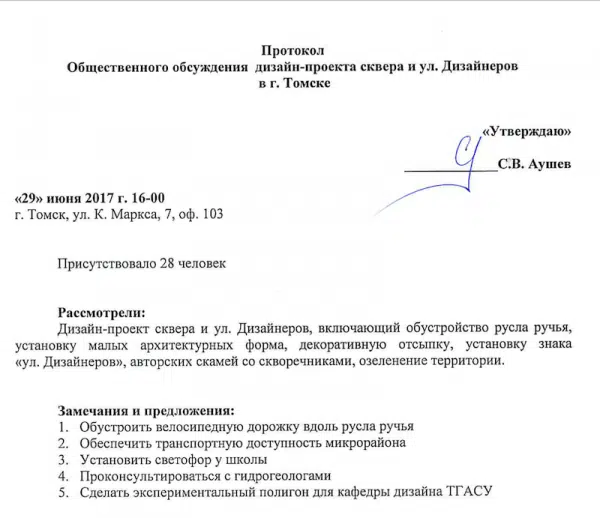 Протокол
Общественного обсуждения дизайн-проекта сквера и ул. Дизайнеров
в г. Томске
«Утверждаю»
______________С.В. Аушев
«29» июня 2017 г. 16-00
г. Томск, ул. К. Маркса, 7, оф. 103
Присутствовало 28 человек
Рассмотрели:
Дизайн-проект сквера и ул. Дизайнеров, включающий обустройство русла ручья,
установку малых архитектурных форма, декоративную отсыпку, установку знака
«ул. Дизайнеров», авторских скамей со скворечниками, озеленение территории.
Замечания и предложения:
1. Обустроить велосипедную дорожку вдоль русла ручья
2. Обеспечить транспортную доступность микрорайона
3. Установить светофор у школы
4. Проконсультироваться с гидрогеологами
5. Сделать экспериментальный полигон для кафедры дизайна ТГАСУ